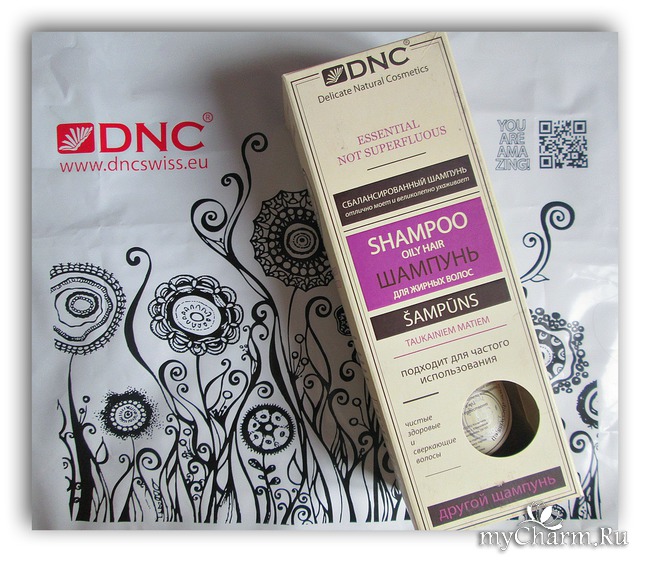 DNC®
www.dncswiss.eu
YOU
ARE
AMA
ZING!
DNC®
Delicate Natural Cosmetics
ESSENTIAL
NOT SUPERFLUOUS
СБАЛАНСИРОВАННЫЙ ШАМПУНЬ
отлично моет и великолепно ухаживает
SHAMPOO
OILY HAIR
ШАМПУНЬ
ДЛЯ ЖИРНЫХ ВОЛОС
ŠAMPŪNS
TAUKAINIEM MATIEM
подходит для частого
использования
чистые
здоровые
и
сверкающие
волосы
другой шампунь
myCharm.Ru